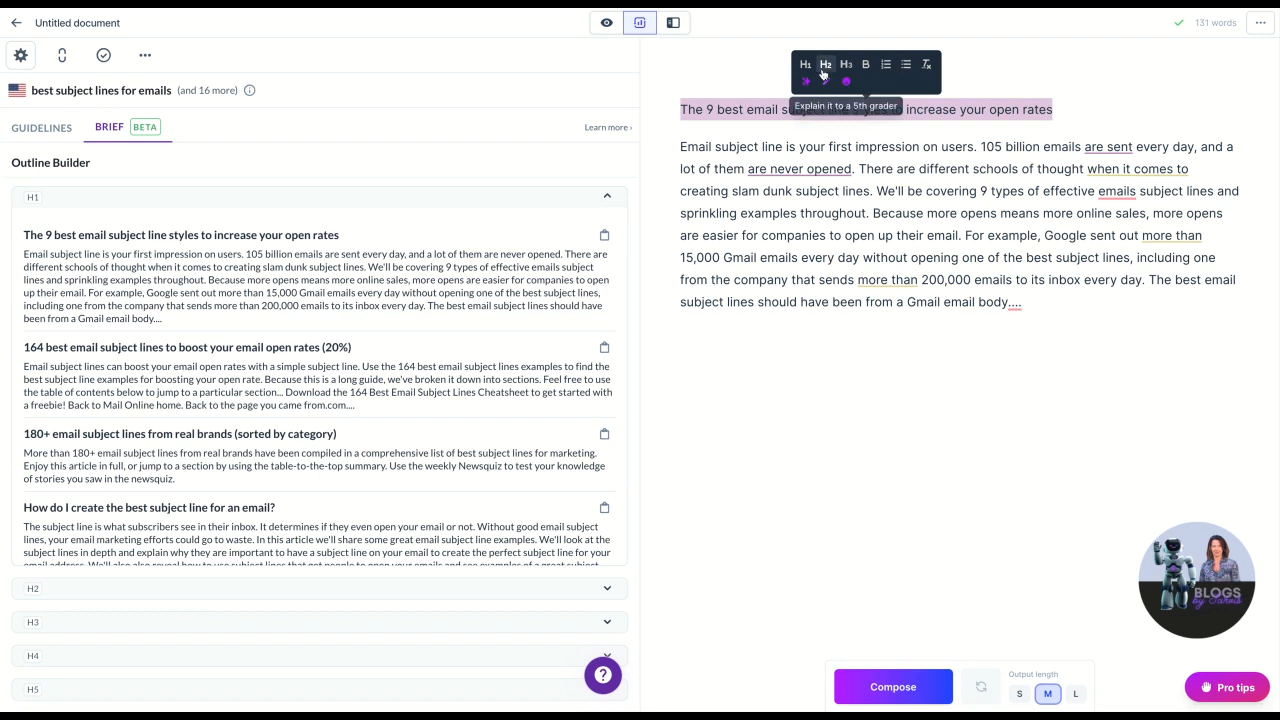 Untitled document
131 words
best subject lines for emails (and 16 more)
GUIDELINES
BRIEF BETA
Learn more ›
Outline Builder
H1
The 9 best email subject line styles to increase your open rates
Email subject line is your first impression on users. 105 billion emails are sent every day, and a lot of them are never opened. There are
different schools of thought when it comes to creating slam dunk subject lines. We'll be covering 9 types of effective emails subject
lines and sprinkling examples throughout. Because more opens means more online sales, more opens are easier for companies to open
up their email. For example, Google sent out more than 15,000 Gmail emails every day without opening one of the best subject lines,
including one from the company that sends more than 200,000 emails to its inbox every day. The best email subject lines should have
been from a Gmail email body....
164 best email subject lines to boost your email open rates (20%)
Email subject lines can boost your email open rates with a simple subject line. Use the 164 best email subject lines examples to find the
best subject line examples for boosting your open rate. Because this is a long guide, we've broken it down into sections. Feel free to use
the table of contents below to jump to a particular section... Download the 164 Best Email Subject Lines Cheatsheet to get started with
a freebie! Back to Mail Online home. Back to the page you came from.com....
180+ email subject lines from real brands (sorted by category)
More than 180+ email subject lines from real brands have been compiled in a comprehensive list of best subject lines for marketing.
Enjoy this article in full, or jump to a section by using the table-to-the-top summary. Use the weekly Newsquiz to test your knowledge
of stories you saw in the newsquiz.
How do I create the best subject line for an email?
The subject line is what subscribers see in their inbox. It determines if they even open your email or not. Without good email subject
lines, your email marketing efforts could go to waste. In this article we'll share some great email subject line examples. We'll look at the
subject lines in depth and explain why they are important to have a subject line on your email to create the perfect subject line for your
email address. We'll also also reveal how to use subject lines that get people to open your emails and see examples of a great subject
H2
H3
H4
H5
H1 H2 H3 B
Explain it to a 5th grader
The 9 best email increase your open rates
Email subject line is your first impression on users. 105 billion emails are sent every day, and a
lot of them are never opened. There are different schools of thought when it comes to
creating slam dunk subject lines. We'll be covering 9 types of effective emails subject lines and
sprinkling examples throughout. Because more opens means more online sales, more opens
are easier for companies to open up their email. For example, Google sent out more than
15,000 Gmail emails every day without opening one of the best subject lines, including one
from the company that sends more than 200,000 emails to its inbox every day. The best email
subject lines should have been from a Gmail email body....
BLOGS
by Jarvis
Compose
Output length
S M L
Pro tips